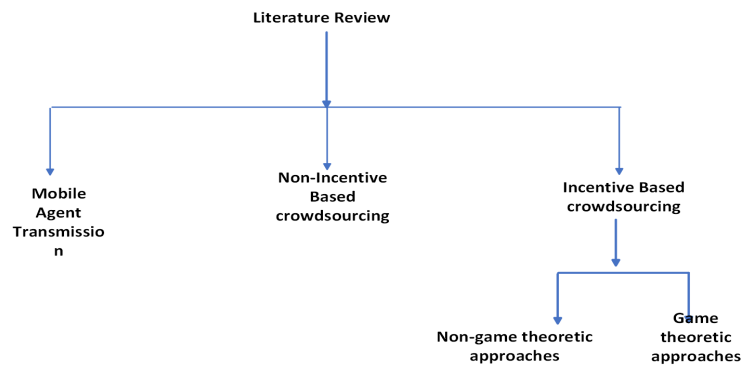 Literature Review
Mobile
Agent
Transmissio
n
Non-Incentive
Based
crowdsourcing
Incentive Based
crowdsourcing
Non-game theoretic
approaches
Game
theoretic
approaches